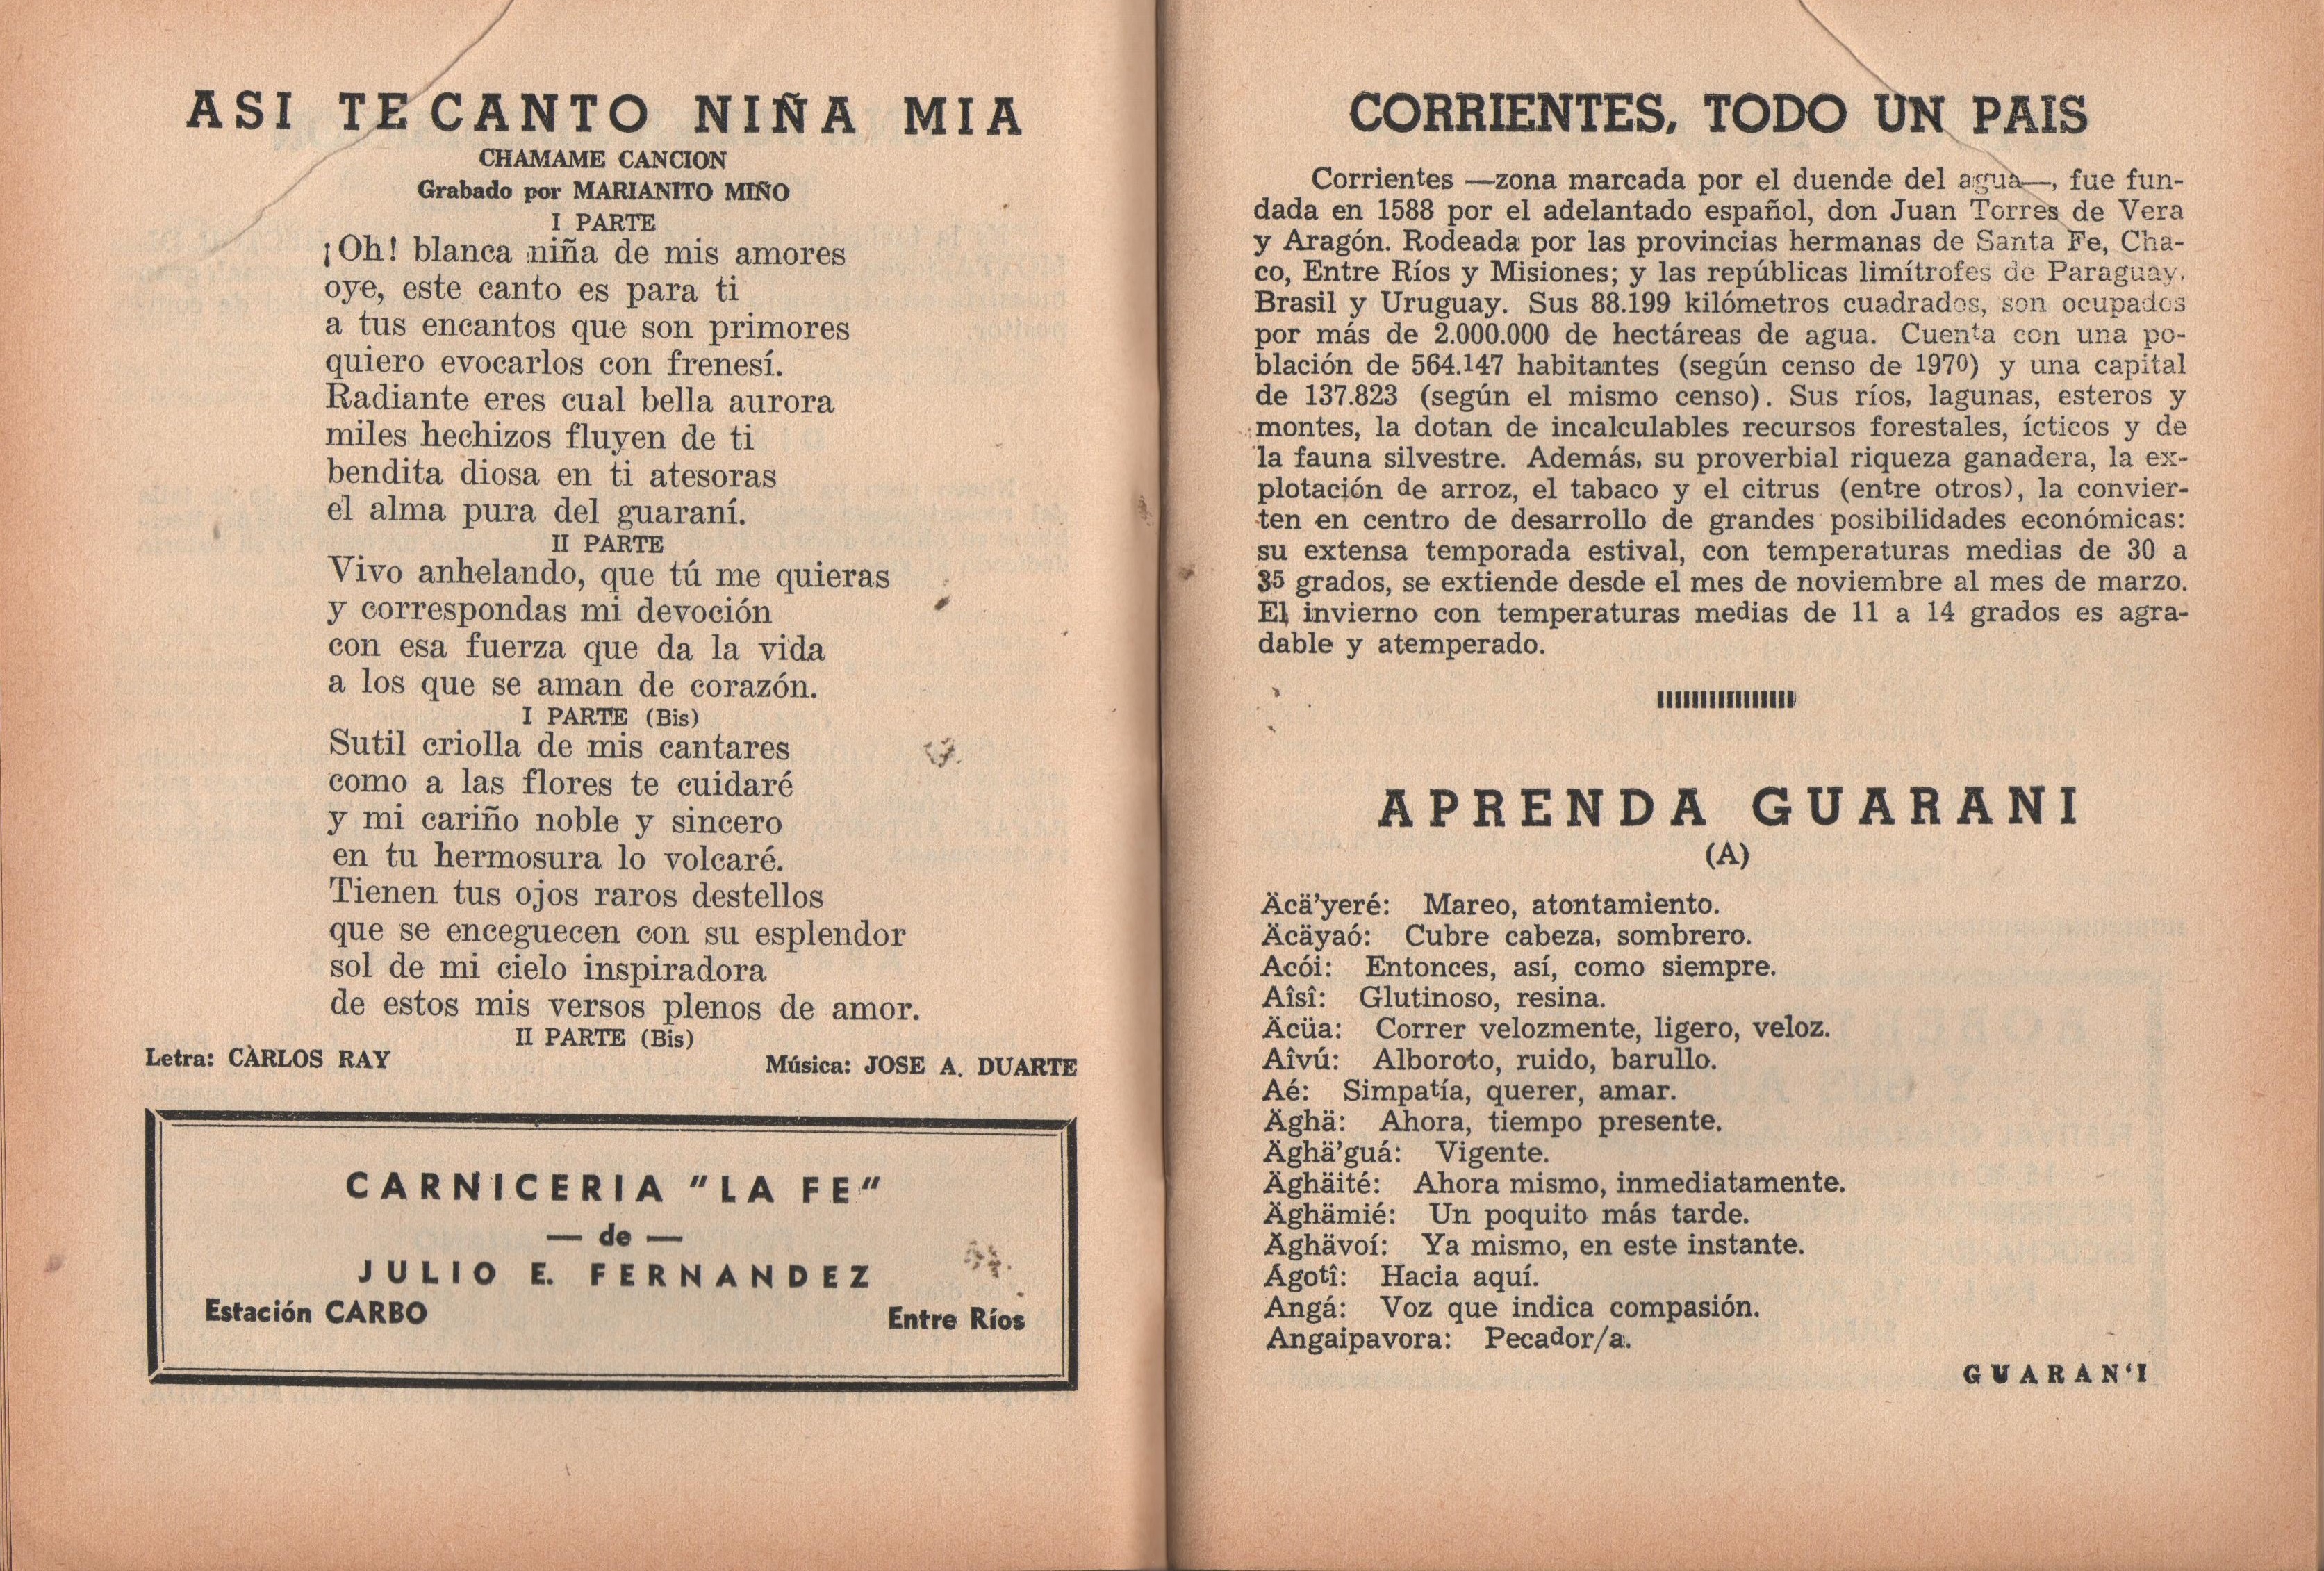 ASI TE CANTO NIÑA MIA
CHAMAME CANCION
Grabado por MARIANITO MIÑO
I PARTE
¡Oh! blanca niña de mis amores
oye, este canto es para ti
a tus encantos que son primores
quiero evocarlos con frenesí.
Radiante eres cual bella aurora
miles hechizos fluyen de ti
bendita diosa en ti atesoras
el alma pura del guaraní.
II PARTE
Vivo anhelando, que tú me quieras
y correspondas mi devoción
con esa fuerza que da la vida
a los que se aman de corazón.
I PARTE (Bis)
Sutil criolla de mis cantares
como a las flores te cuidaré
y mi cariño noble y sincero
en tu hermosura lo volcaré.
Tienen tus ojos raros destellos
que se enceguecen con su esplendor
sol de mi cielo inspiradora
de estos mis versos plenos de amor.
II PARTE (Bis)
Letra: CARLOS RAY
Música: JOSE A. DUARTE
CARNICERIA "LA FE"
— de —
JULIO E. FERNANDEZ
Estación CARBO
Entre Ríos
CORRIENTES, TODO UN PAIS
Corrientes —zona marcada por el duende del agua—, fue fun-
dada en 1588 por el adelantado español, don Juan Torres de Vera
y Aragón. Rodeada por las provincias hermanas de Santa Fe, Cha-
co, Entre Ríos y Misiones; y las repúblicas limítrofes de Paraguay,
Brasil y Uruguay. Sus 88.199 kilómetros cuadrados, son ocupados
por más de 2.000.000 de hectáreas de agua. Cuenta con una po-
blación de 564.147 habitantes (según censo de 1970) y una capital
de 137.823 (según el mismo censo). Sus ríos, lagunas, esteros y
montes, la dotan de incalculables recursos forestales, ícticos y de
la fauna silvestre. Además, su proverbial riqueza ganadera, la ex-
plotación de arroz, el tabaco y el citrus (entre otros), la convier-
ten en centro de desarrollo de grandes posibilidades económicas:
su extensa temporada estival, con temperaturas medias de 30 a
35 grados, se extiende desde el mes de noviembre al mes de marzo.
El invierno con temperaturas medias de 11 a 14 grados es agra-
dable y atemperado.
APRENDA GUARANI
(A)
Äcä'yeré: Mareo, atontamiento.
Äcäyaó: Cubre cabeza, sombrero.
Acói: Entonces, así, como siempre.
Aîsî: Glutinoso, resina.
Äcüa: Correr velozmente, ligero, veloz.
Aîvú: Alboroto, ruido, barullo.
Aé: Simpatía, querer, amar.
Äghä: Ahora, tiempo presente.
Äghä'guá: Vigente.
Äghäité: Ahora mismo, inmediatamente.
Äghämié: Un poquito más tarde.
Äghävoí: Ya mismo, en este instante.
Ágotî: Hacia aquí.
Angá: Voz que indica compasión.
Angaipavora: Pecador/a.
GUARAN'I